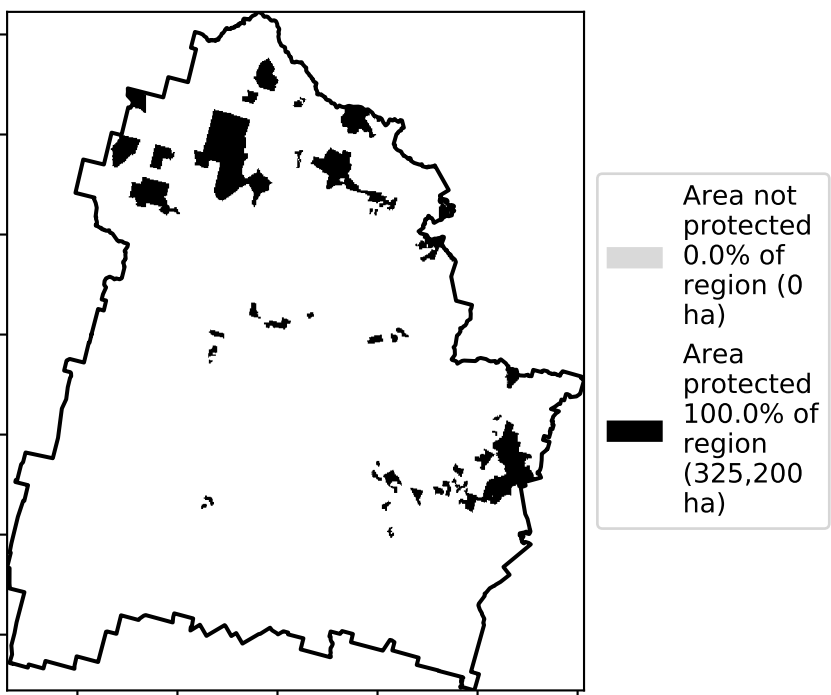 Area not
protected
0.0% of
region (0
ha)
Area
protected
100.0% of
region
(325,200
ha)